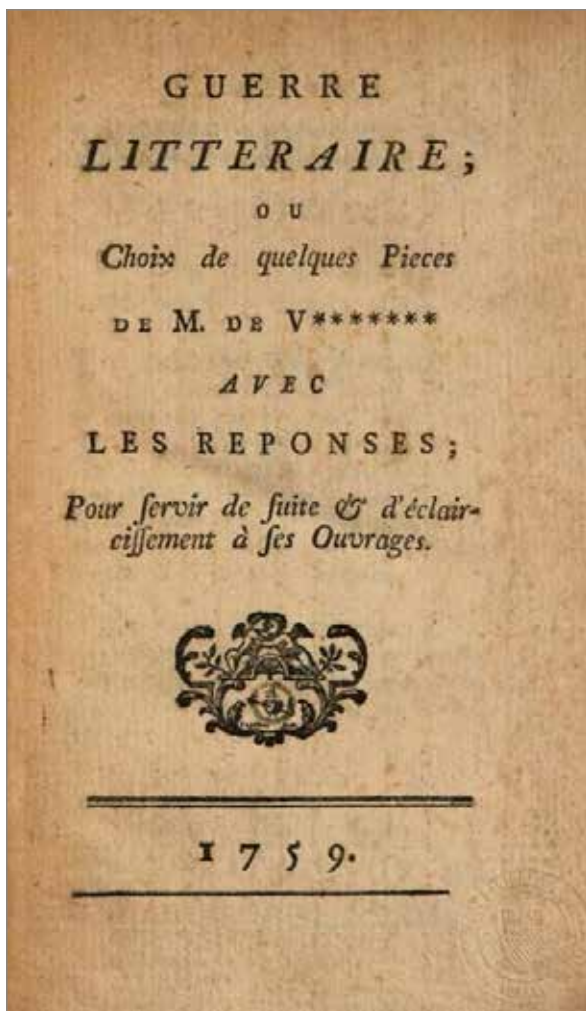 GUERRE
LITTERAIRE;
OU
Choix de quelques Pieces
DE M. DE V*******
AVEC
LES REPONSES;
Pour ſervir de ſuite & d'éclair-
ciſſement à ſes Ouvrages.
1759.